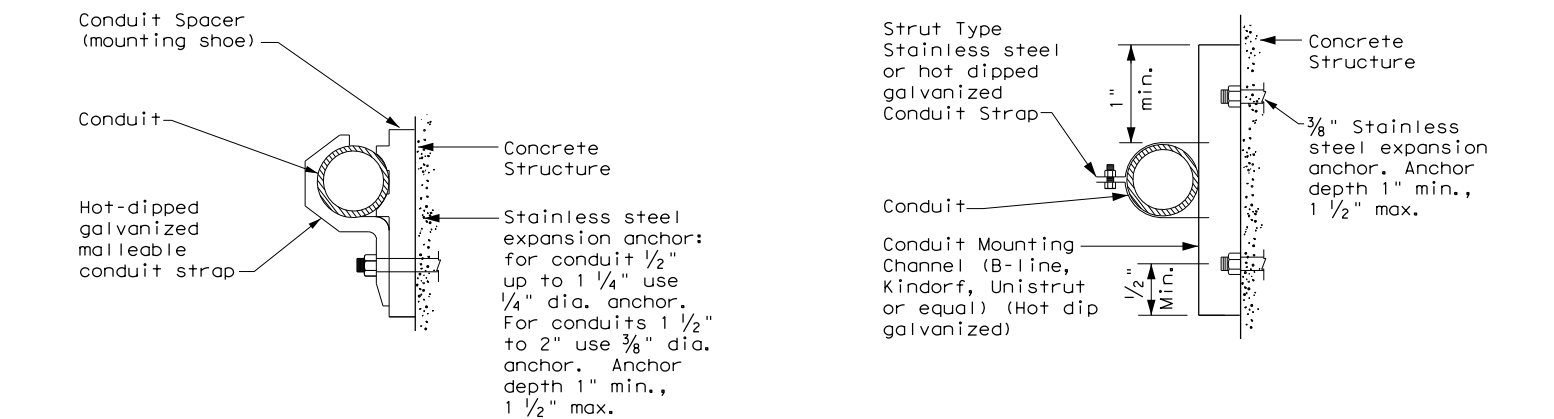 Conduit Spacer
(mounting shoe)
Conduit
Hot-dipped
galvanized
malleable
conduit strap
Concrete
Structure
Stainless steel
expansion anchor:
for conduit ½"
up to 1 ¼" use
¼" dia. anchor.
For conduits 1 ½"
to 2" use ⅜" dia.
anchor. Anchor
depth 1" min.,
1 ½" max.
Strut Type
Stainless steel
or hot dipped
galvanized
Conduit Strap
1"
min.
Conduit
Conduit Mounting
Channel (B-line,
Kindorf, Unistrut
or equal) (Hot dip
galvanized)
½"
Min.
Concrete
Structure
⅜" Stainless
steel expansion
anchor. Anchor
depth 1" min.,
1 ½" max.